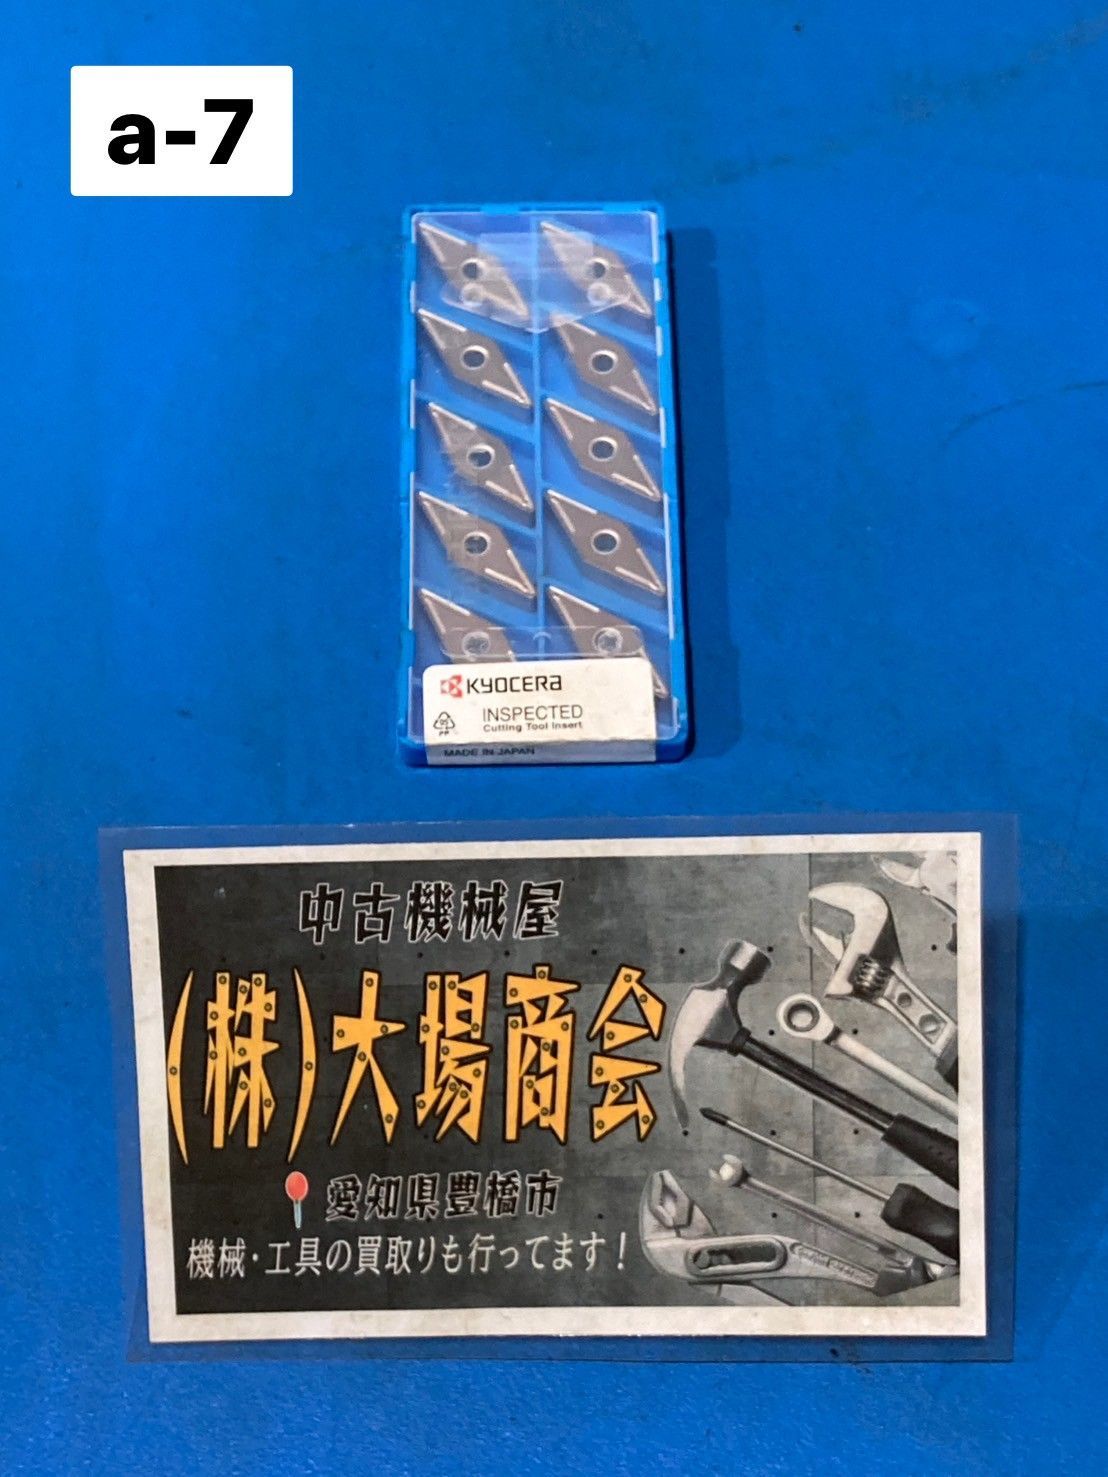 a-7
KYOCERa
INSPECTED
Cutting Tool Insert
PP
MADE IN JAPAN
中古機械屋
(株)大場商会
愛知県豊橋市
機械・工具の買取りも行ってます!